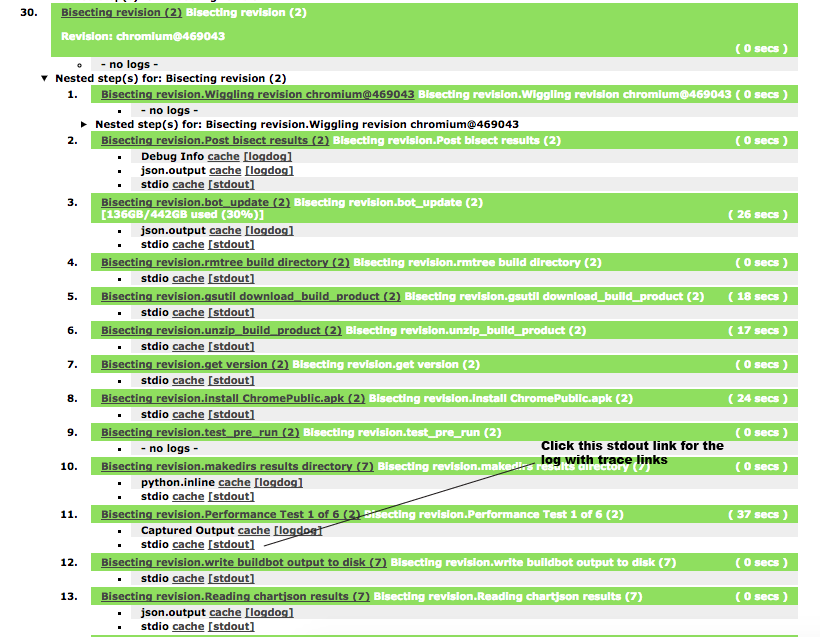 30. Bisecting revision (2) Bisecting revision (2)
Revision: chromium@469043
( 0 secs )
- no logs -
Nested step(s) for: Bisecting revision (2)
1. Bisecting revision.Wiggling revision chromium@469043 Bisecting revision.Wiggling revision chromium@469043 ( 0 secs )
- no logs -
Nested step(s) for: Bisecting revision.Wiggling revision chromium@469043
2. Bisecting revision.Post bisect results (2) Bisecting revision.Post bisect results (2) ( 0 secs )
Debug Info cache [logdog]
json.output cache [logdog]
stdio cache [stdout]
3. Bisecting revision.bot_update (2) Bisecting revision.bot_update (2)
[136GB/442GB used (30%)] ( 26 secs )
json.output cache [logdog]
stdio cache [stdout]
4. Bisecting revision.rmtree build directory (2) Bisecting revision.rmtree build directory (2) ( 0 secs )
stdio cache [stdout]
5. Bisecting revision.gsutil download_build_product (2) Bisecting revision.gsutil download_build_product (2) ( 18 secs )
stdio cache [stdout]
6. Bisecting revision.unzip_build_product (2) Bisecting revision.unzip_build_product (2) ( 17 secs )
stdio cache [stdout]
7. Bisecting revision.get version (2) Bisecting revision.get version (2) ( 0 secs )
stdio cache [stdout]
8. Bisecting revision.install ChromePublic.apk (2) Bisecting revision.install ChromePublic.apk (2) ( 24 secs )
stdio cache [stdout]
9. Bisecting revision.test_pre_run (2) Bisecting revision.test_pre_run (2) ( 0 secs )
- no logs -
Click this stdout link for the
log with trace links
10. Bisecting revision.makedirs results directory (7) Bisecting revision.makedirs results directory (7) ( 0 secs )
python.inline cache [logdog]
stdio cache [stdout]
11. Bisecting revision.Performance Test 1 of 6 (2) Bisecting revision.Performance Test 1 of 6 (2) ( 37 secs )
Captured Output cache [logdog]
stdio cache [stdout]
12. Bisecting revision.write buildbot output to disk (7) Bisecting revision.write buildbot output to disk (7) ( 0 secs )
stdio cache [stdout]
13. Bisecting revision.Reading chartjson results (7) Bisecting revision.Reading chartjson results (7) ( 0 secs )
json.output cache [logdog]
stdio cache [stdout]